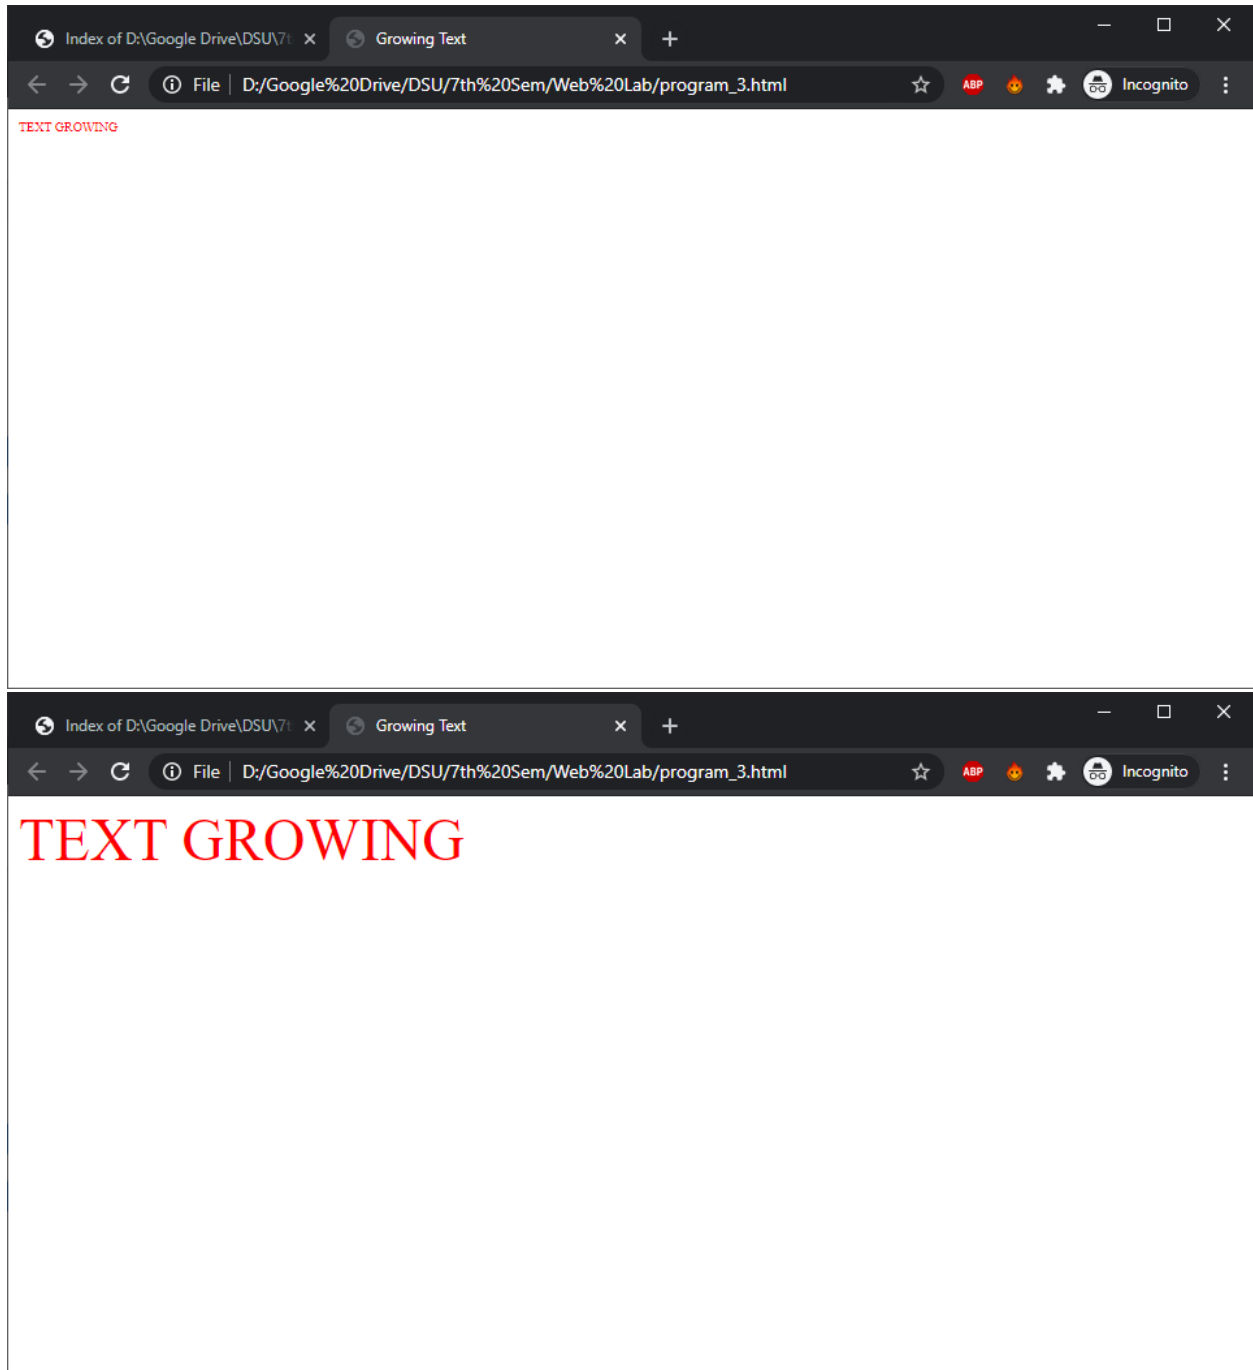 Index of D:\Google Drive\DSU\7t
Growing Text
File D:/Google%20Drive/DSU/7th%20Sem/Web%20Lab/program_3.html ABP Incognito
TEXT GROWING
Index of D:\Google Drive\DSU\7t
Growing Text
File D:/Google%20Drive/DSU/7th%20Sem/Web%20Lab/program_3.html ABP Incognito
TEXT GROWING